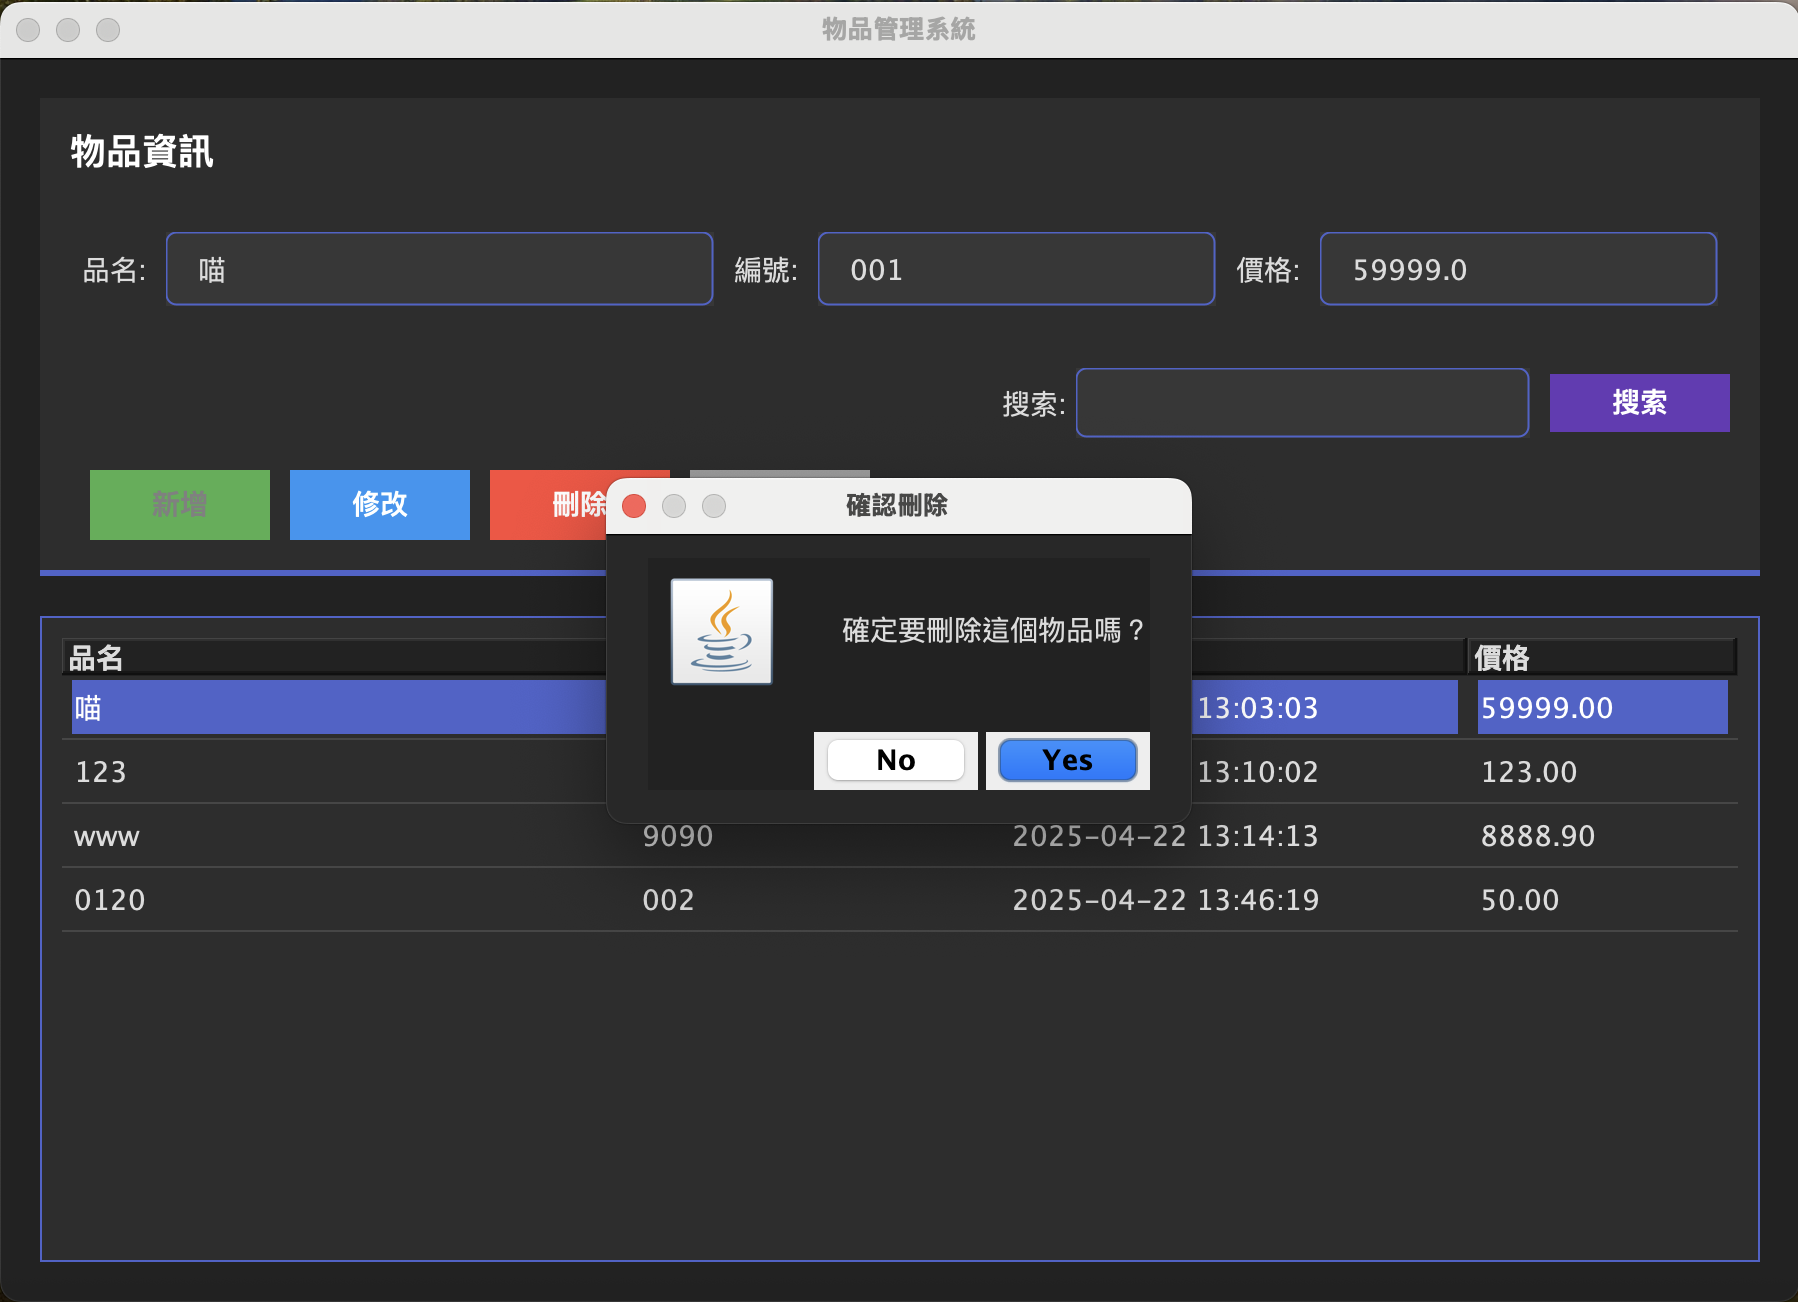 物品管理系統
物品資訊
品名: 喵 編號: 001 價格: 59999.0
搜索: 搜索
新增 修改 刪除
確認刪除
確定要刪除這個物品嗎？
No Yes
品名 價格
喵 13:03:03 59999.00
123 13:10:02 123.00
www 9090 2025-04-22 13:14:13 8888.90
0120 002 2025-04-22 13:46:19 50.00